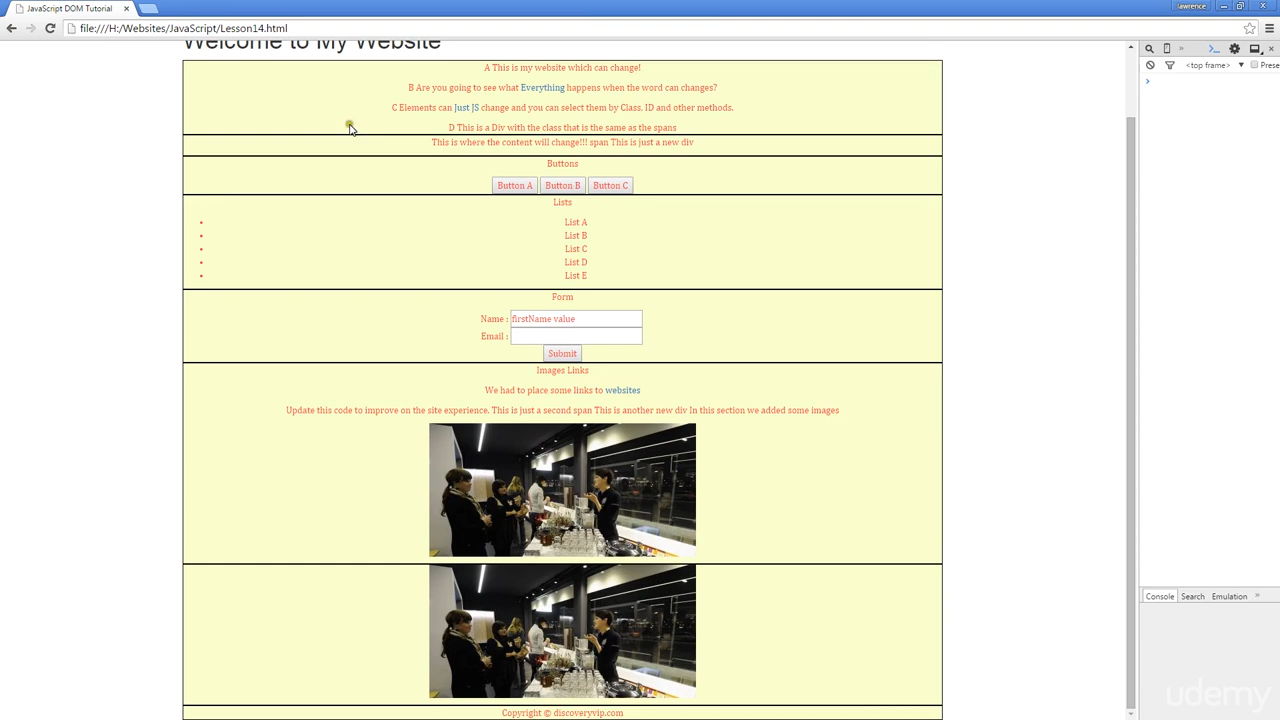 JavaScript DOM Tutorial
lawrence
file:///H:/Websites/JavaScript/Lesson14.html
Welcome to My Website
<top frame>
Prese
A This is my website which can change!
B Are you going to see what Everything happens when the word can changes?
C Elements can Just JS change and you can select them by Class, ID and other methods.
D This is a Div with the class that is the same as the spans
This is where the content will change!!! span This is just a new div
Buttons
Button A Button B Button C
Lists
List A
List B
List C
List D
List E
Form
Name : firstName value
Email :
Submit
Images Links
We had to place some links to websites
Update this code to improve on the site experience. This is just a second span This is another new div In this section we added some images
Console Search Emulation
Copyright © discoveryvip.com
udemy